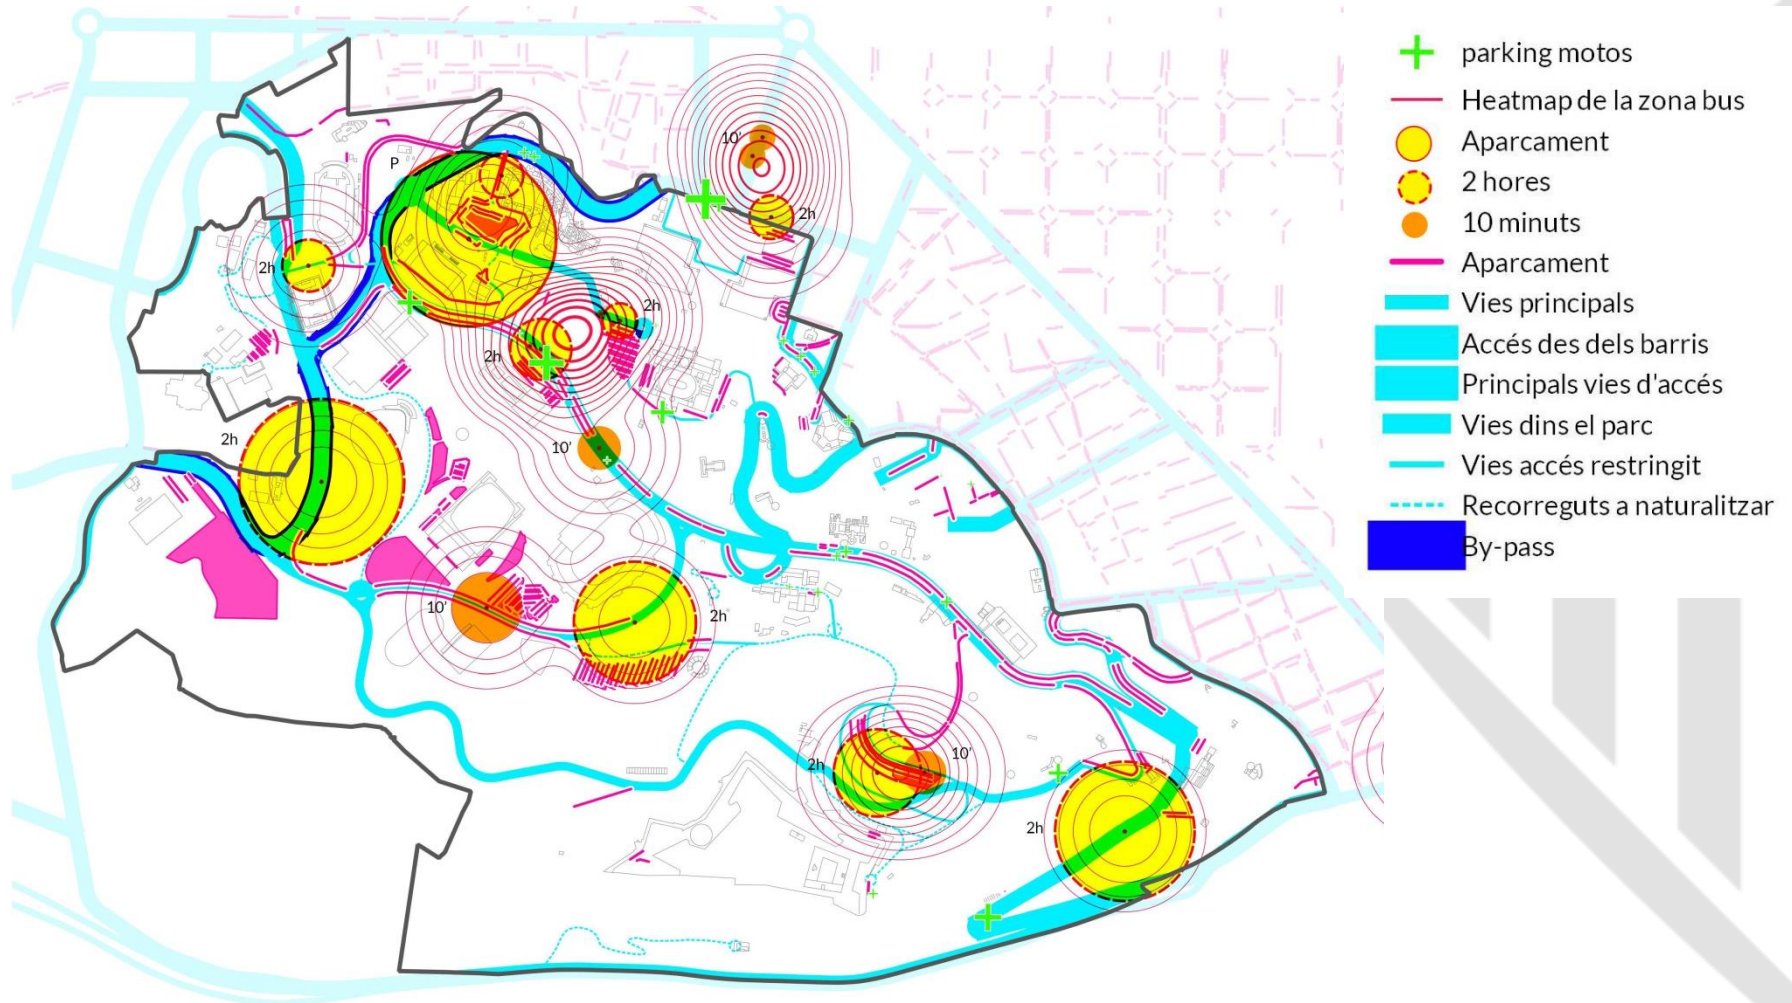 parking motos
Heatmap de la zona bus
Aparcament
2 hores
10 minuts
Aparcament
Vies principals
Accés des dels barris
Principals vies d'accés
Vies dins el parc
Vies accés restringit
Recorreguts a naturalitzar
By-pass
10'
P
2h
2h
2h
2h
2h
10'
10'
2h
10'
2h
2h